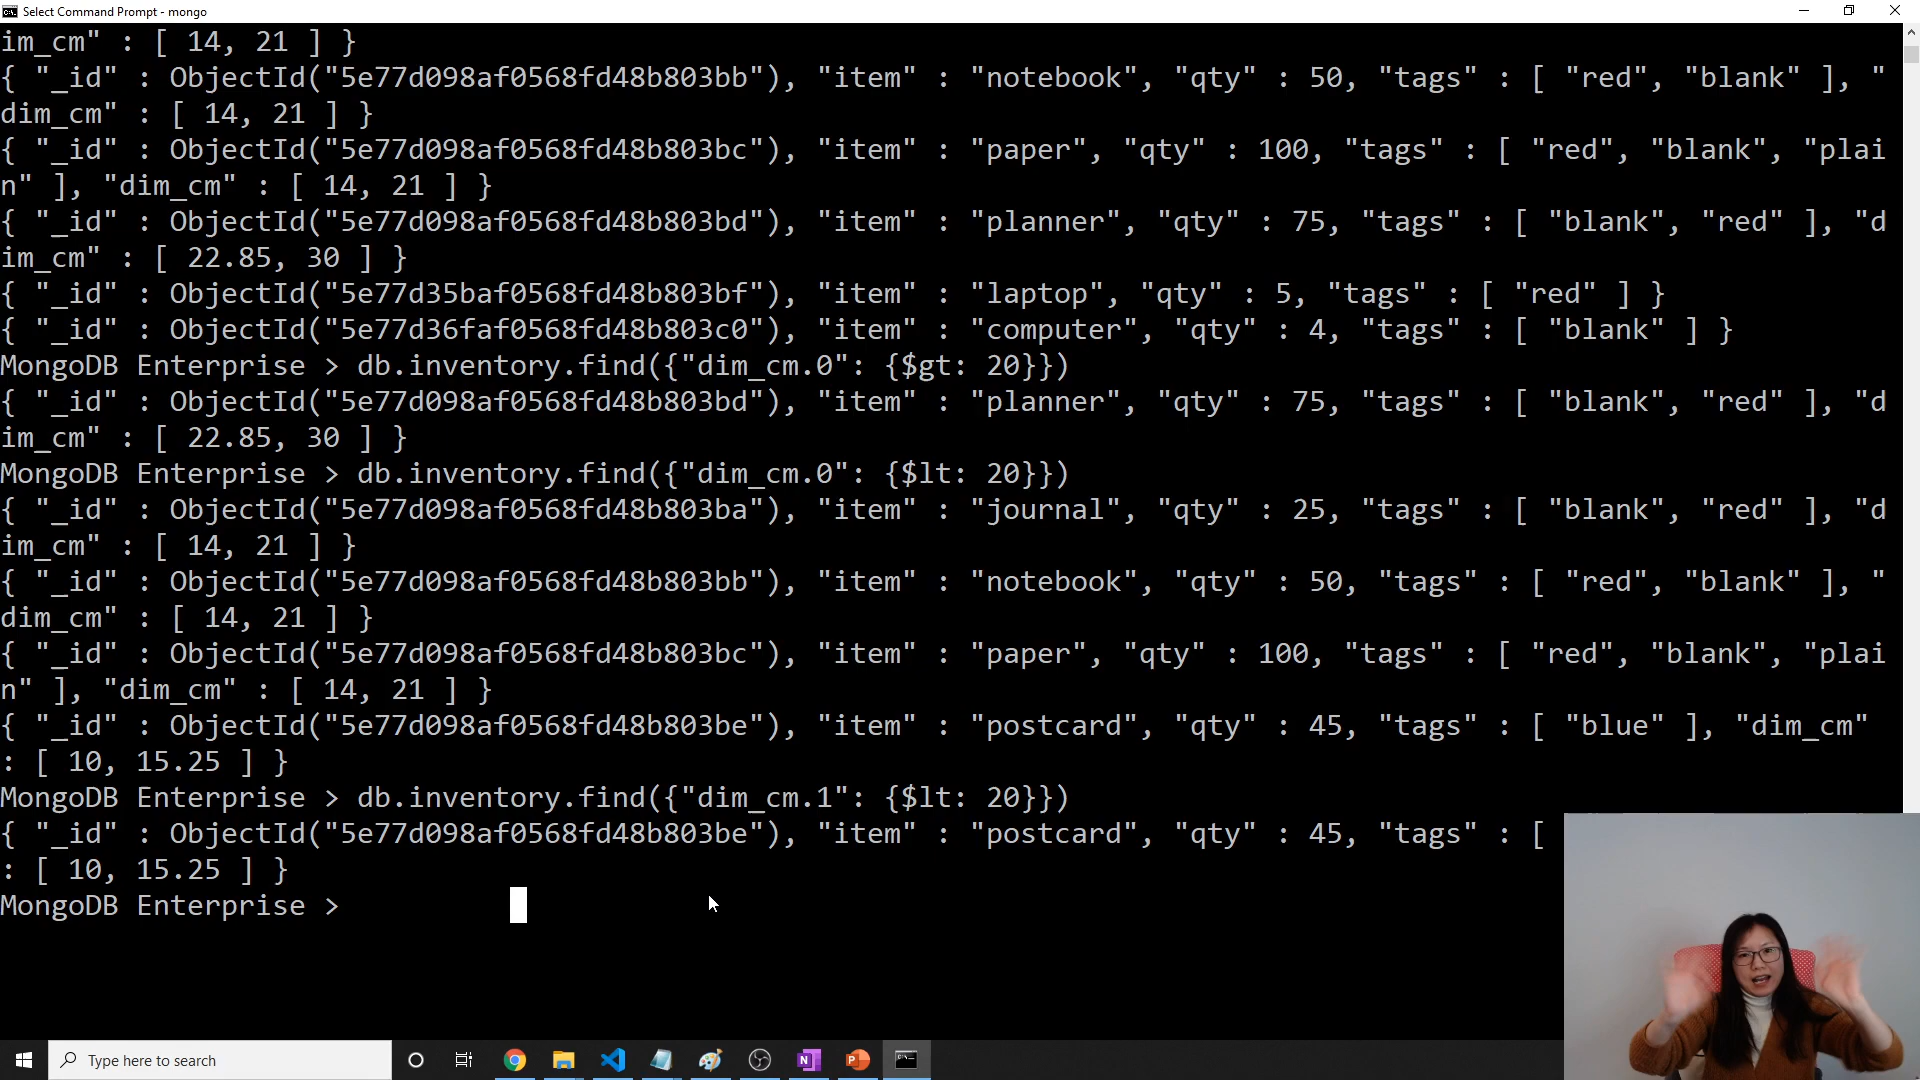 Select Command Prompt - mongo
im_cm" : [ 14, 21 ] }
{ "_id" : ObjectId("5e77d098af0568fd48b803bb"), "item" : "notebook", "qty" : 50, "tags" : [ "red", "blank" ], "
dim_cm" : [ 14, 21 ] }
{ "_id" : ObjectId("5e77d098af0568fd48b803bc"), "item" : "paper", "qty" : 100, "tags" : [ "red", "blank", "plai
n" ], "dim_cm" : [ 14, 21 ] }
{ "_id" : ObjectId("5e77d098af0568fd48b803bd"), "item" : "planner", "qty" : 75, "tags" : [ "blank", "red" ], "d
im_cm" : [ 22.85, 30 ] }
{ "_id" : ObjectId("5e77d35baf0568fd48b803bf"), "item" : "laptop", "qty" : 5, "tags" : [ "red" ] }
{ "_id" : ObjectId("5e77d36faf0568fd48b803c0"), "item" : "computer", "qty" : 4, "tags" : [ "blank" ] }
MongoDB Enterprise > db.inventory.find({"dim_cm.0": {$gt: 20}})
{ "_id" : ObjectId("5e77d098af0568fd48b803bd"), "item" : "planner", "qty" : 75, "tags" : [ "blank", "red" ], "d
im_cm" : [ 22.85, 30 ] }
MongoDB Enterprise > db.inventory.find({"dim_cm.0": {$lt: 20}})
{ "_id" : ObjectId("5e77d098af0568fd48b803ba"), "item" : "journal", "qty" : 25, "tags" : [ "blank", "red" ], "d
im_cm" : [ 14, 21 ] }
{ "_id" : ObjectId("5e77d098af0568fd48b803bb"), "item" : "notebook", "qty" : 50, "tags" : [ "red", "blank" ], "
dim_cm" : [ 14, 21 ] }
{ "_id" : ObjectId("5e77d098af0568fd48b803bc"), "item" : "paper", "qty" : 100, "tags" : [ "red", "blank", "plai
n" ], "dim_cm" : [ 14, 21 ] }
{ "_id" : ObjectId("5e77d098af0568fd48b803be"), "item" : "postcard", "qty" : 45, "tags" : [ "blue" ], "dim_cm"
: [ 10, 15.25 ] }
MongoDB Enterprise > db.inventory.find({"dim_cm.1": {$lt: 20}})
{ "_id" : ObjectId("5e77d098af0568fd48b803be"), "item" : "postcard", "qty" : 45, "tags" : [
: [ 10, 15.25 ] }
MongoDB Enterprise >
Type here to search